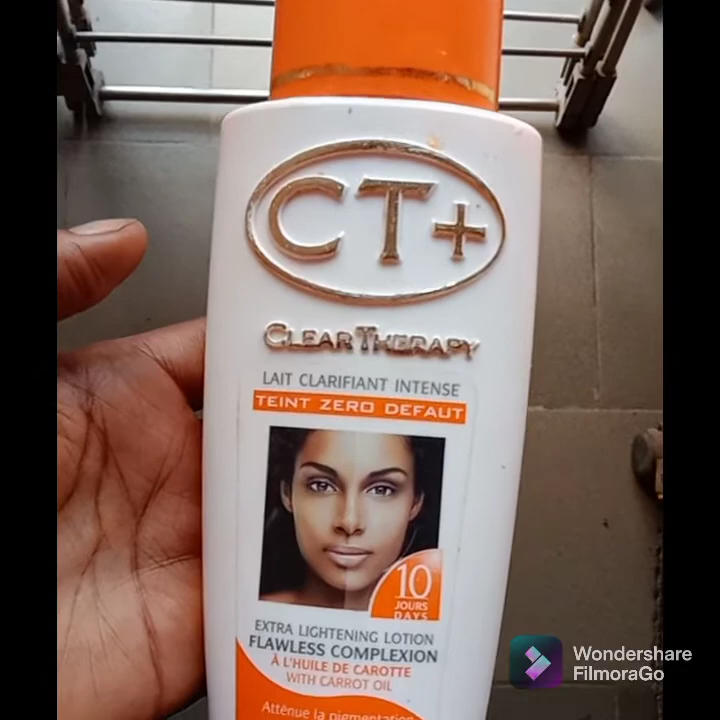 CT+
CLEAR THERAPY
LAIT CLARIFIANT INTENSE
TEINT ZERO DEFAUT
10
JOURS
DAYS
EXTRA LIGHTENING LOTION
FLAWLESS COMPLEXION
À L'HUILE DE CAROTTE
WITH CARROT OIL
Atténue la pigmentation
Wondershare
FilmoraGo